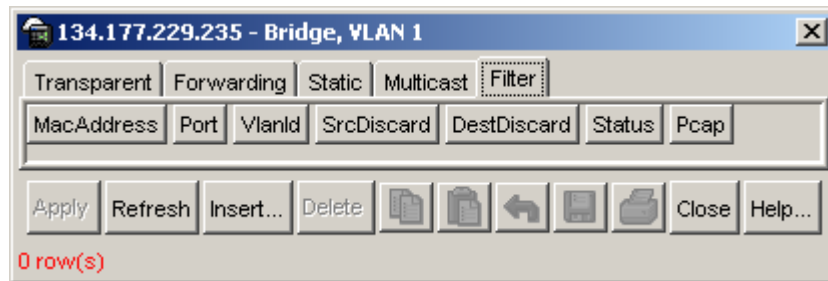 134.177.229.235 - Bridge, VLAN 1
Transparent Forwarding Static Multicast Filter
MacAddress Port VlanId SrcDiscard DestDiscard Status Pcap
Apply Refresh Insert... Delete Close Help...
0 row(s)